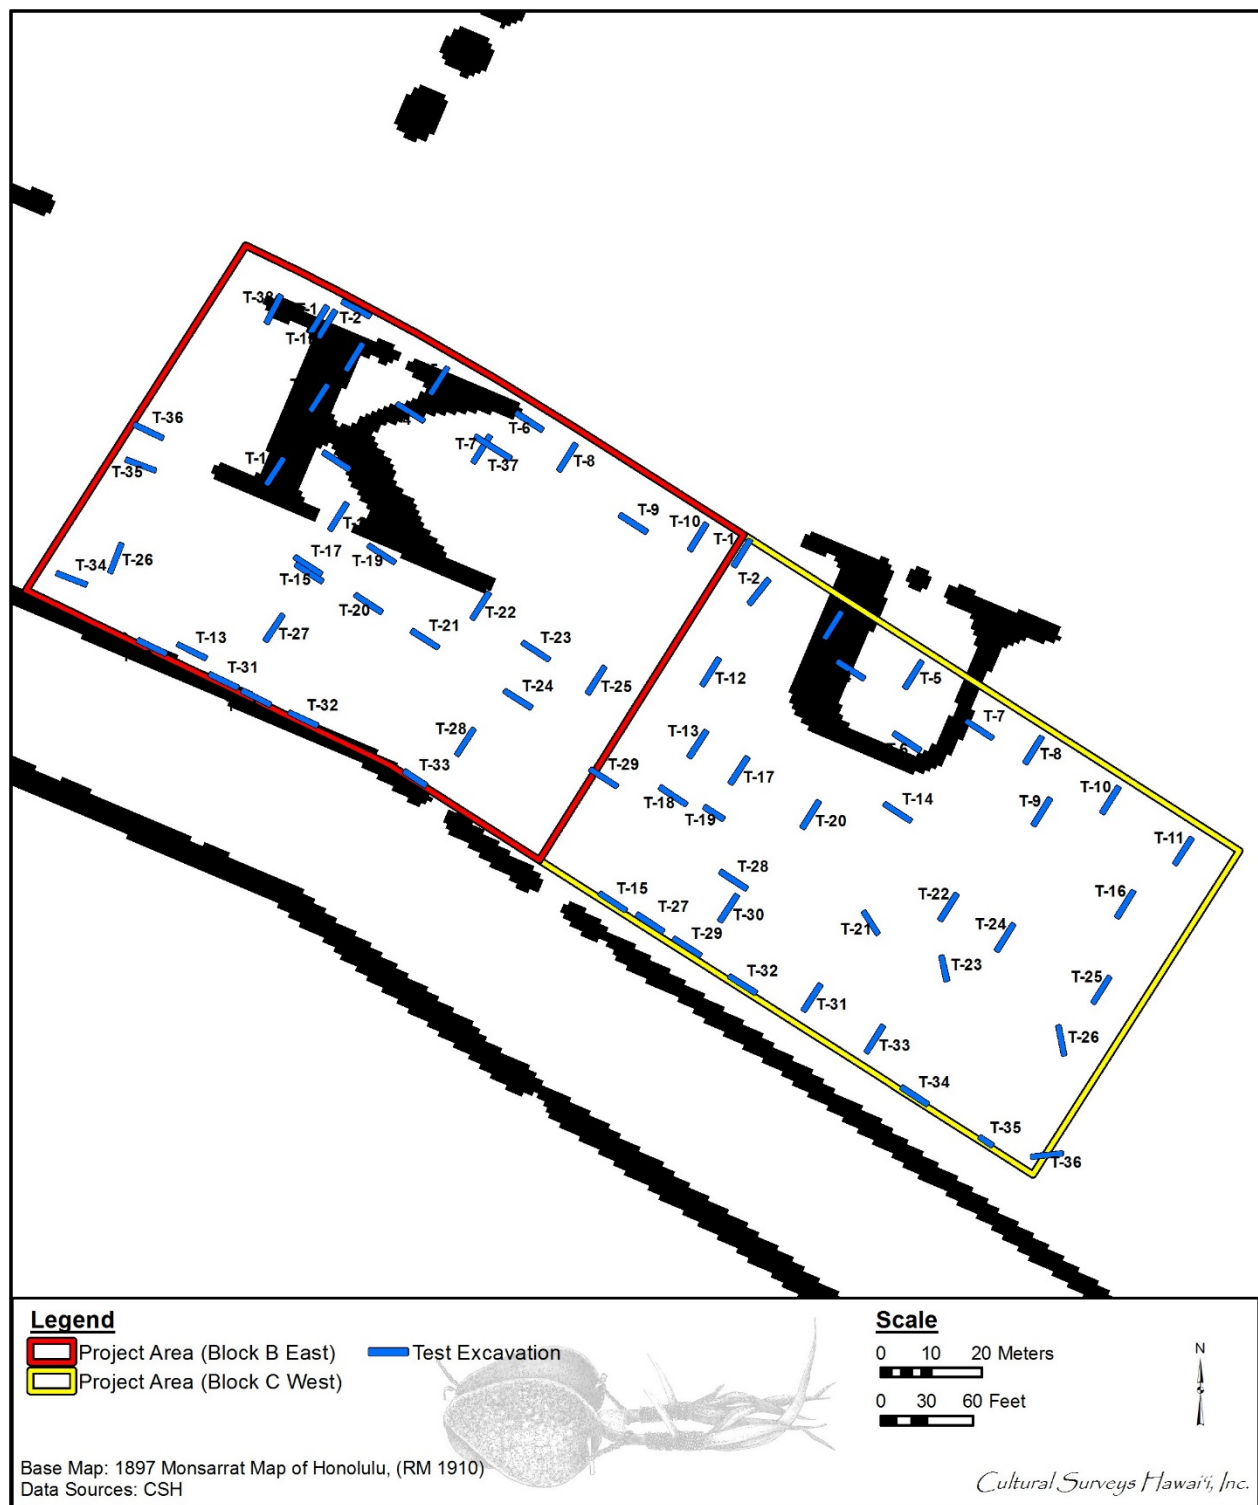 K
U
T-38
T-2
T-36
T-35
T-6
T-7
T-37
T-8
T-9
T-10
T-34
T-26
T-17
T-15
T-19
T-20
T-22
T-21
T-23
T-24
T-25
T-27
T-13
T-31
T-32
T-28
T-33
T-29
T-1
T-2
T-12
T-13
T-17
T-18
T-19
T-20
T-5
T-7
T-8
T-9
T-10
T-11
T-14
T-16
T-28
T-30
T-15
T-27
T-29
T-32
T-31
T-21
T-22
T-23
T-24
T-25
T-26
T-33
T-34
T-35
T-36
Legend
Project Area (Block B East)
Test Excavation
Project Area (Block C West)
Scale
0 10 20 Meters
0 30 60 Feet
N
Base Map: 1897 Monsarrat Map of Honolulu, (RM 1910)
Data Sources: CSH
Cultural Surveys Hawaiʻi, Inc.